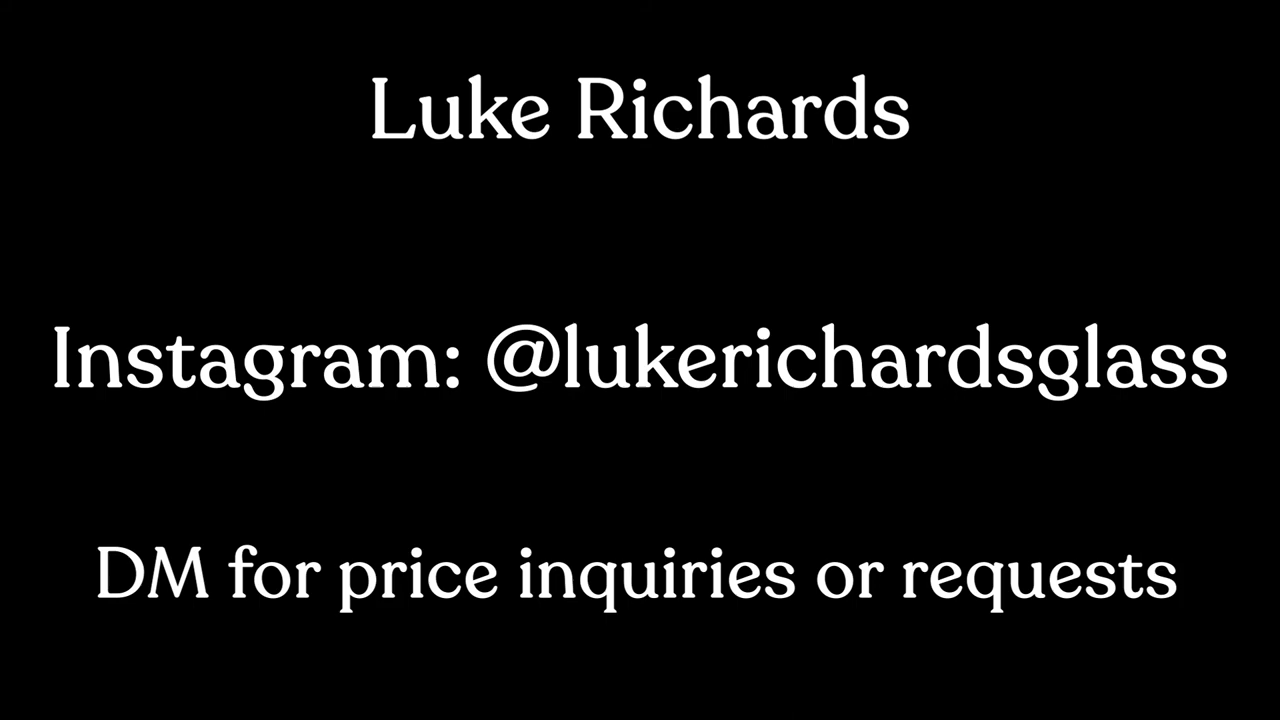 Luke Richards
Instagram: @lukerichardsglass
DM for price inquiries or requests